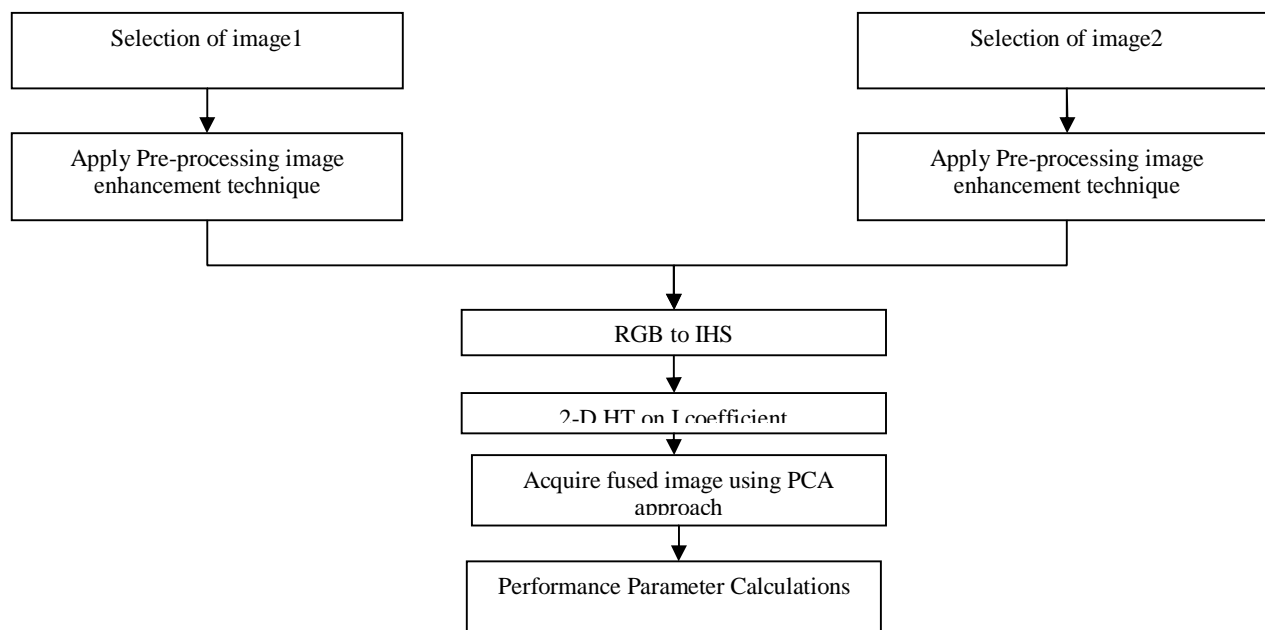 Selection of image1
Selection of image2
Apply Pre-processing image
enhancement technique
Apply Pre-processing image
enhancement technique
RGB to IHS
2-D HT on I coefficient
Acquire fused image using PCA
approach
Performance Parameter Calculations